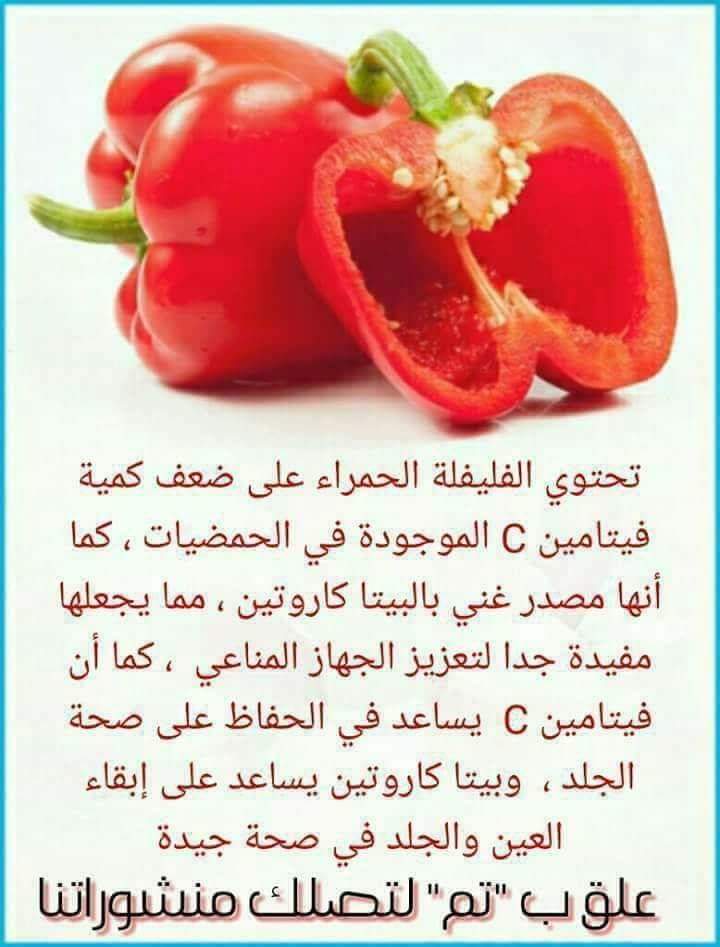 تحتوي الفليفلة الحمراء على ضعف كمية
فيتامين C الموجودة في الحمضيات ، كما
أنها مصدر غني بالبيتا كاروتين ، مما يجعلها
مفيدة جدا لتعزيز الجهاز المناعي ، كما أن
فيتامين C يساعد في الحفاظ على صحة
الجلد ، وبيتا كاروتين يساعد على إبقاء
العين والجلد في صحة جيدة
علق ب "تم" لتصلك منشوراتنا